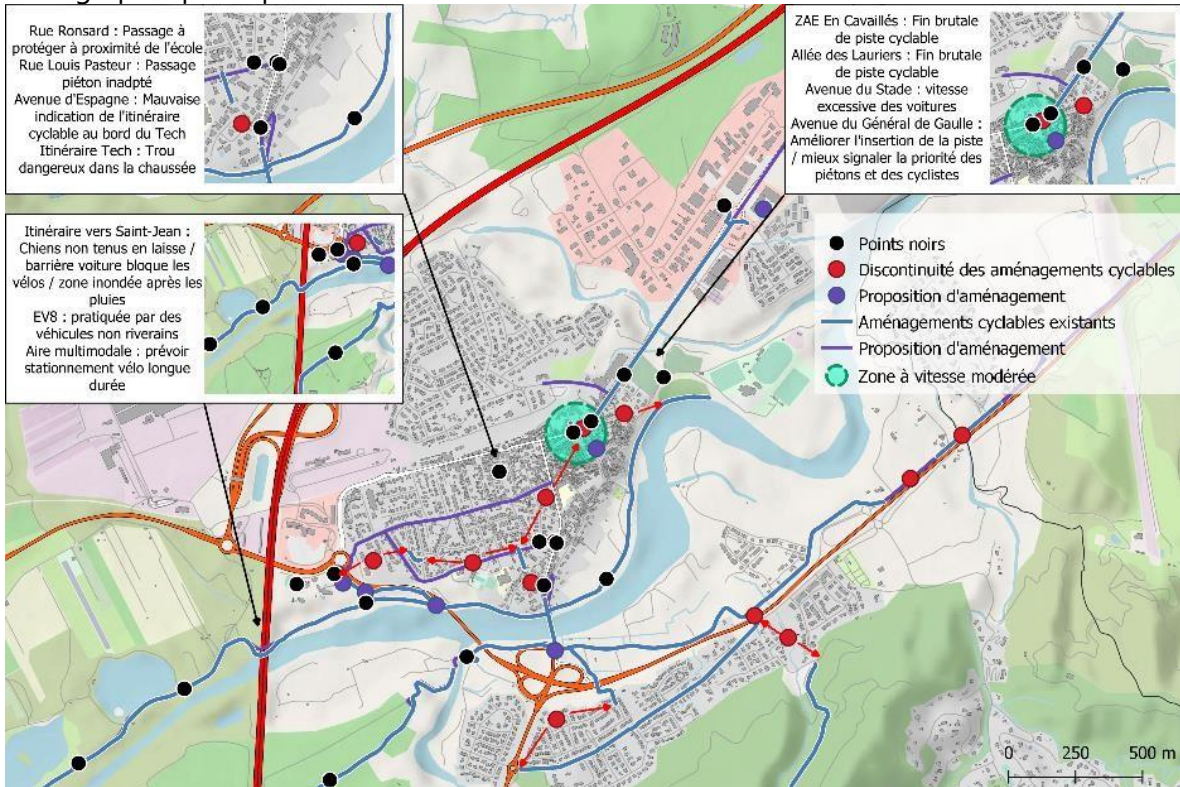 Rue Ronsard : Passage à
protéger à proximité de l'école
Rue Louis Pasteur : Passage
piéton inadpté
Avenue d'Espagne : Mauvaise
indication de l'itinéraire
cyclable au bord du Tech
Itinéraire Tech : Trou
dangereux dans la chaussée
ZAE En Cavaillés : Fin brutale
de piste cyclable
Allée des Lauriers : Fin brutale
de piste cyclable
Avenue du Stade : vitesse
excessive des voitures
Avenue du Général de Gaulle :
Améliorer l'insertion de la piste
/ mieux signaler la priorité des
piétons et des cyclistes
Itinéraire vers Saint-Jean :
Chiens non tenus en laisse /
barrière voiture bloque les
vélos / zone inondée après les
pluies
EV8 : pratiquée par des
véhicules non riverains
Aire multimodale : prévoir
stationnement vélo longue
durée
Points noirs
Discontinuité des aménagements cyclables
Proposition d'aménagement
Aménagements cyclables existants
Proposition d'aménagement
Zone à vitesse modérée
0 250 500 m